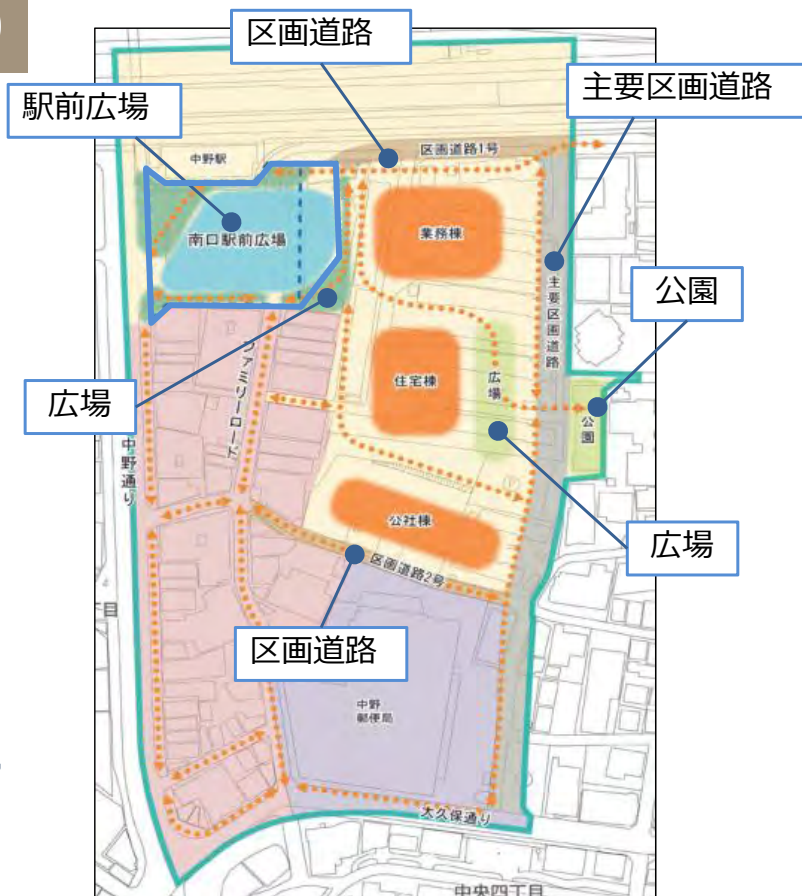 区画道路
主要区画道路
駅前広場
中野駅
区画道路1号
南口駅前広場
業務棟
主要区画道路
公園
ファミリーロード
住宅棟
広場
広場
公園
中野通り
公社棟
広場
区画道路2号
丁目
区画道路
中野
郵便局
大久保通り
中央四丁目